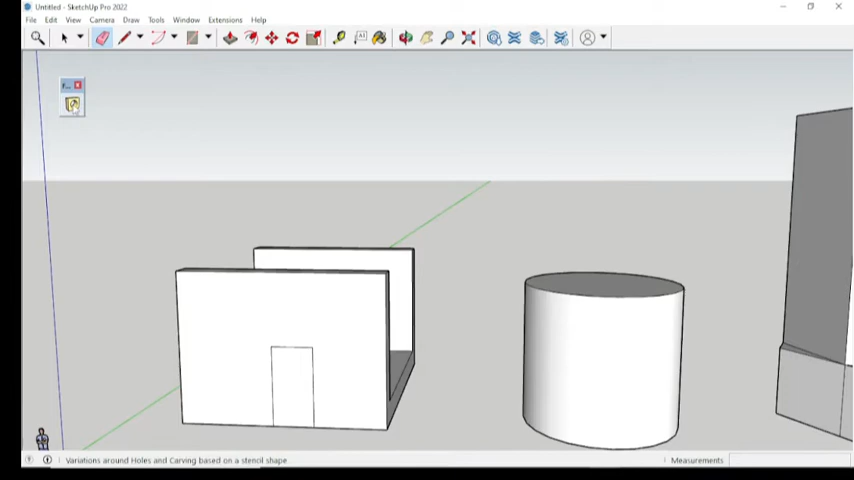 Untitled - SketchUp Pro 2022
File Edit View Camera Draw Tools Window Extensions Help
F...
Variations around Holes and Carving based on a stencil shape
Measurements